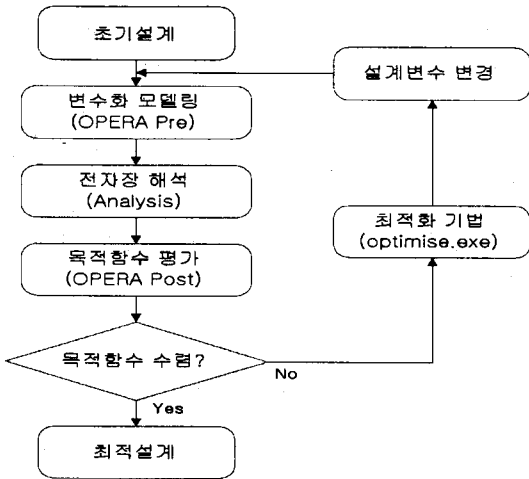 초기설계
변수화 모델링
(OPERA Pre)
전자장 해석
(Analysis)
목적함수 평가
(OPERA Post)
목적함수 수렴?
No
Yes
최적설계
최적화 기법
(optimise.exe)
설계변수 변경